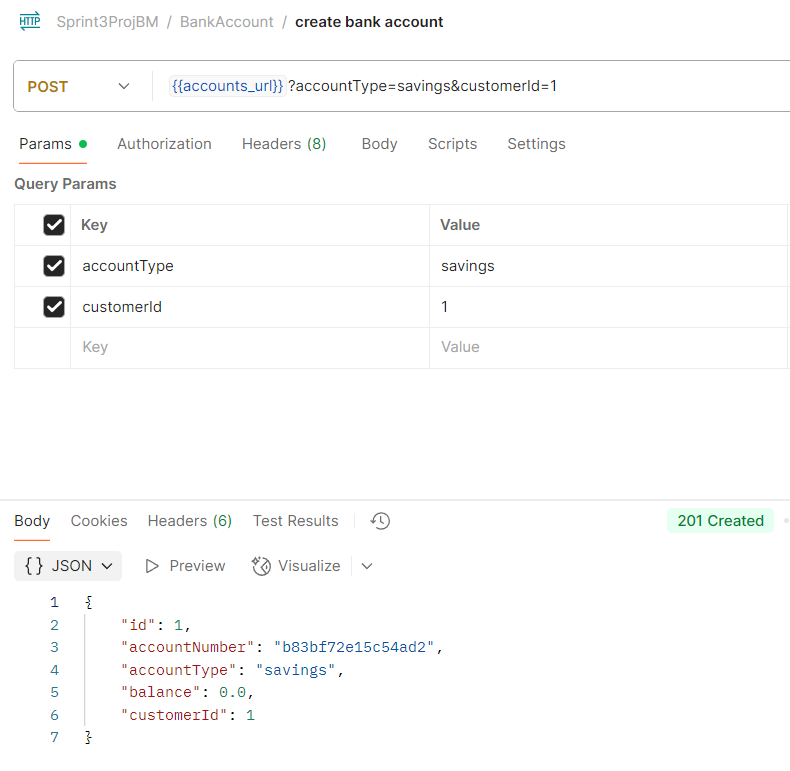 HTTP Sprint3ProjBM / BankAccount / create bank account
POST {{accounts_url}} ?accountType=savings&customerId=1
Params Authorization Headers (8) Body Scripts Settings
Query Params
Key Value
accountType savings
customerId 1
Key Value
Body Cookies Headers (6) Test Results 201 Created
{} JSON Preview Visualize
1 {
2 "id": 1,
3 "accountNumber": "b83bf72e15c54ad2",
4 "accountType": "savings",
5 "balance": 0.0,
6 "customerId": 1
7 }